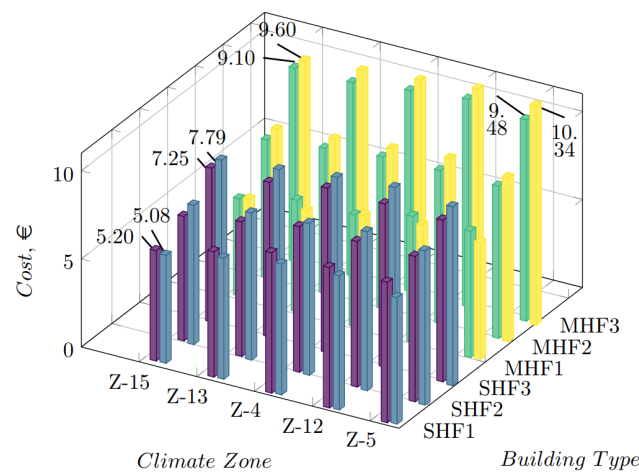 9.60
9.10
9.
48
10.
34
7.79
7.25
5.08
5.20
10
5
0
Cost, €
Z-15
Z-13
Z-4
Z-12
Z-5
Climate Zone
SHF1
SHF2
SHF3
MHF1
MHF2
MHF3
Building Type